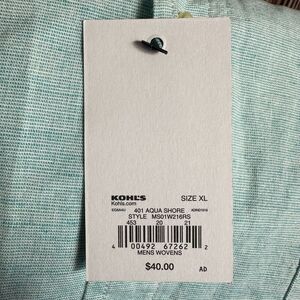 KOHL'S SIZE XL
Kohls.com
401 AQUA SHORE
STYLE MS01W216RS
453 20 21
4 00492 67262 2
MENS WOVENS
$40.00 AD